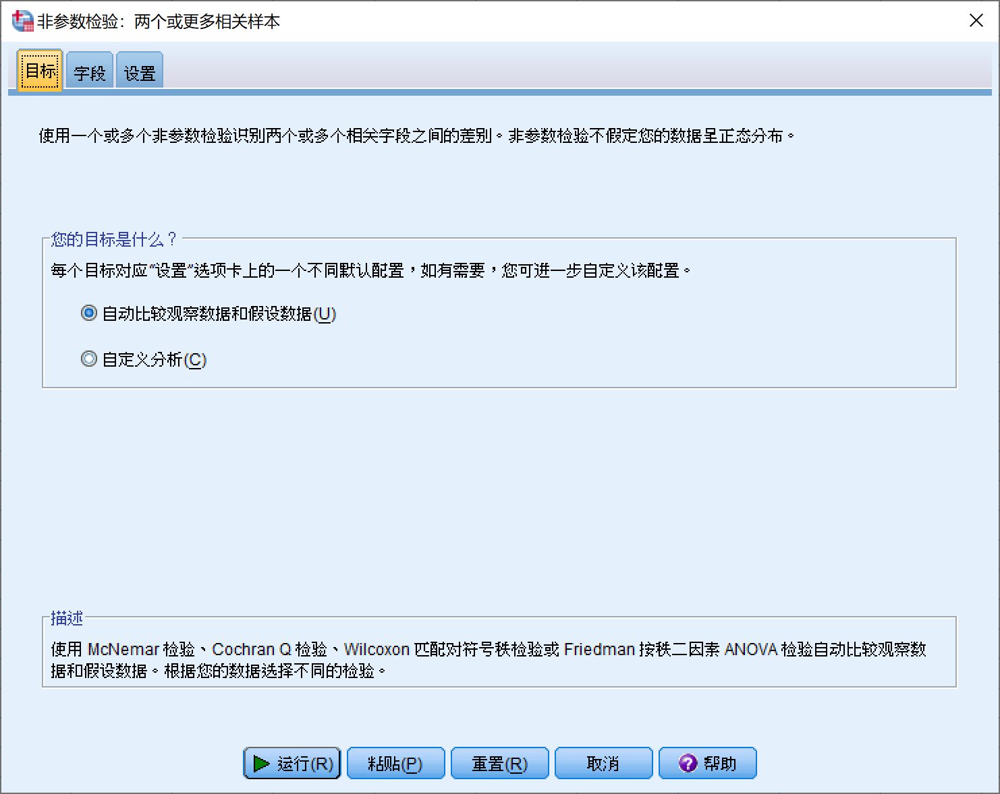 非参数检验：两个或更多相关样本
目标 字段 设置
使用一个或多个非参数检验识别两个或多个相关字段之间的差别。非参数检验不假定您的数据呈正态分布。
您的目标是什么？
每个目标对应“设置”选项卡上的一个不同默认配置，如有需要，您可进一步自定义该配置。
自动比较观察数据和假设数据(U)
自定义分析(C)
描述
使用 McNemar 检验、Cochran Q 检验、Wilcoxon 匹配对符号秩检验或 Friedman 按秩二因素 ANOVA 检验自动比较观察数
据和假设数据。根据您的数据选择不同的检验。
运行(R) 粘贴(P) 重置(R) 取消 帮助